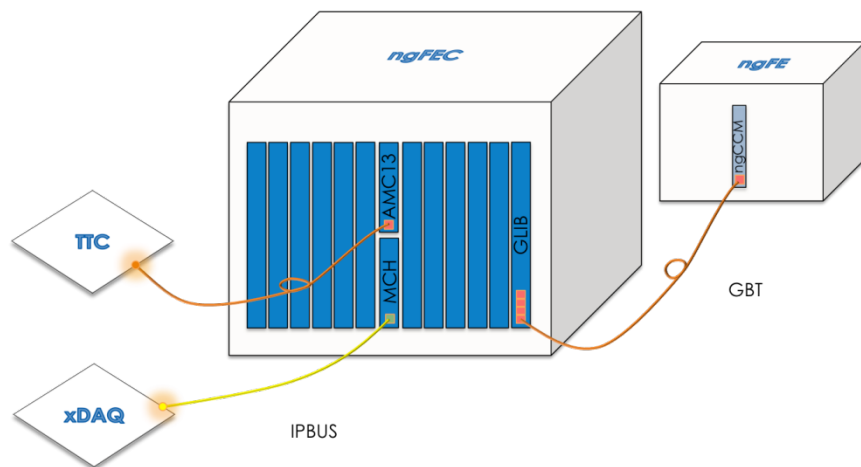 ngFEC
ngFE
ngCCM
AMC13
GLIB
TTC
MCH
GBT
xDAQ
IPBUS